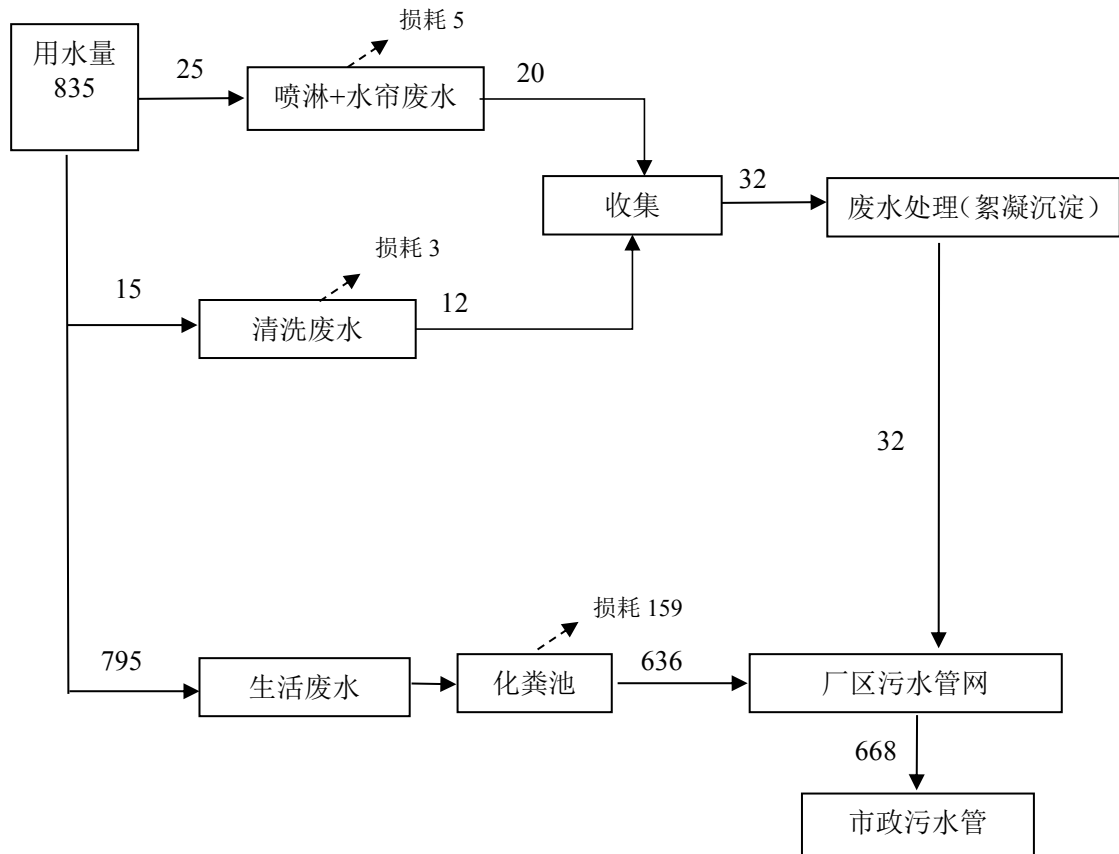 损耗 5
用水量
835
25
喷淋+水帘废水
20
收集
32
废水处理（絮凝沉淀）
损耗 3
15
清洗废水
12
32
损耗 159
795
生活废水
化粪池
636
厂区污水管网
668
市政污水管